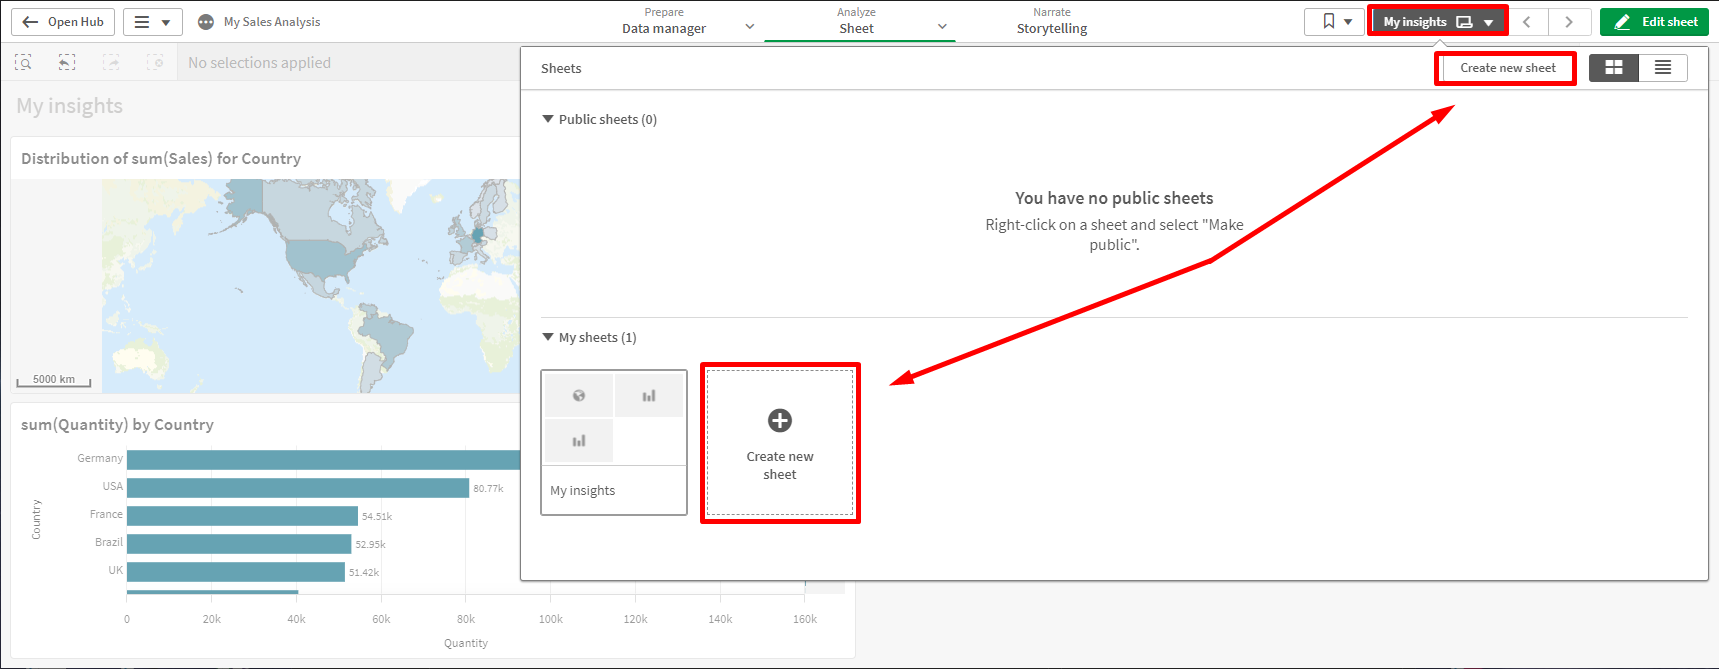 Open Hub
My Sales Analysis
Prepare
Data manager
Analyze
Sheet
Narrate
Storytelling
My insights
Edit sheet
No selections applied
Sheets
Create new sheet
My insights
Public sheets (0)
Distribution of sum(Sales) for Country
You have no public sheets
Right-click on a sheet and select "Make
public".
5000 km
My sheets (1)
Create new
sheet
My insights
sum(Quantity) by Country
Country
Germany
USA
80.77k
France
54.51k
Brazil
52.95k
UK
51.42k
0 20k 40k 60k 80k 100k 120k 140k 160k
Quantity